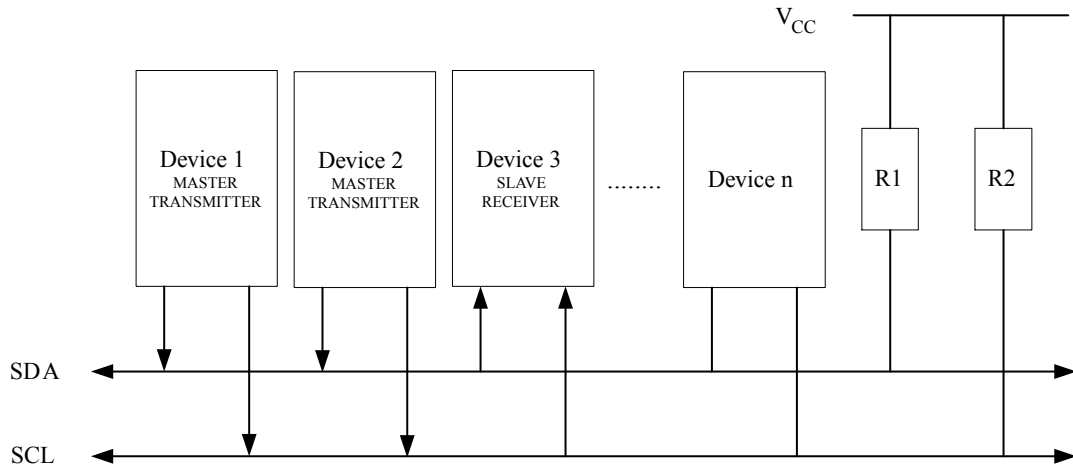 VCC
Device 1
MASTER
TRANSMITTER
Device 2
MASTER
TRANSMITTER
Device 3
SLAVE
RECEIVER
........
Device n
R1
R2
SDA
SCL